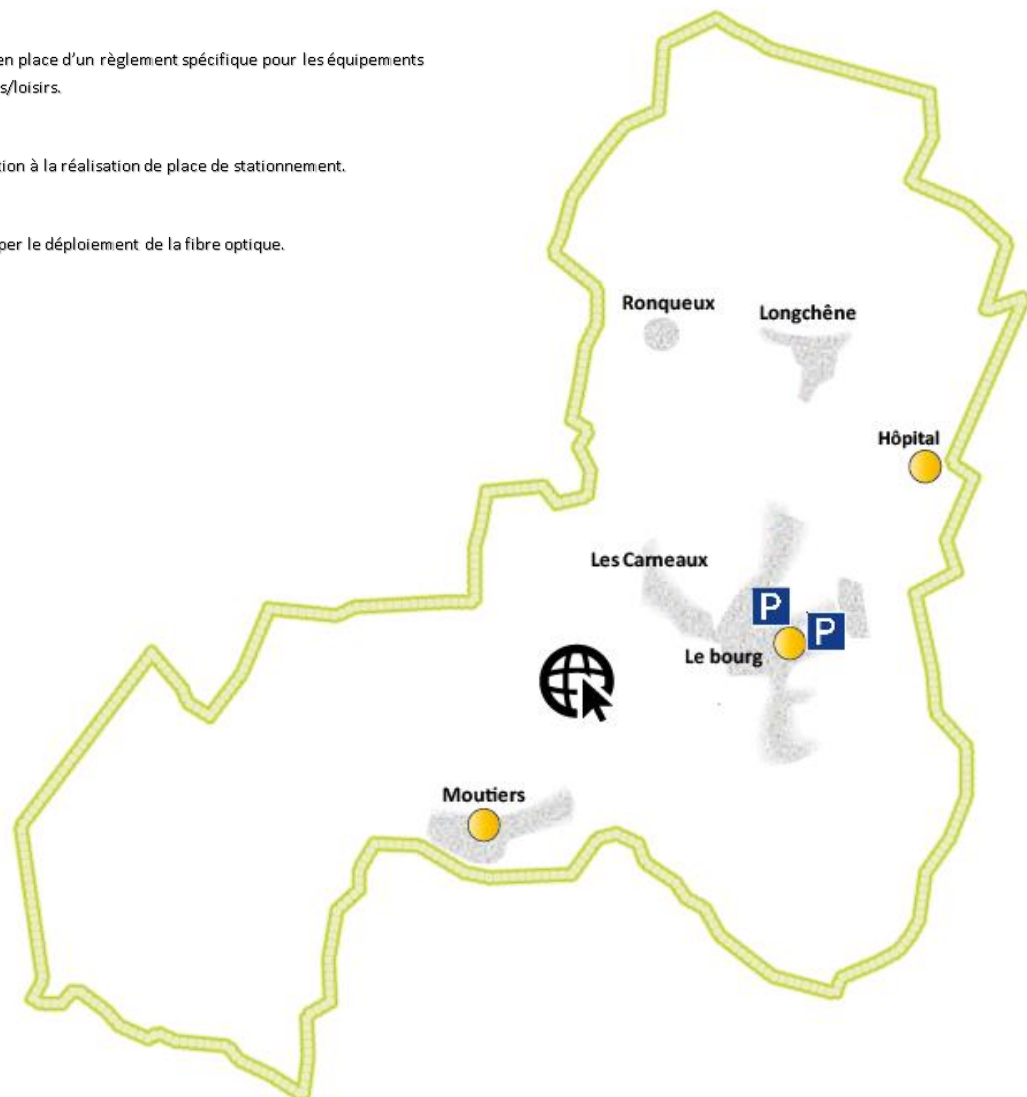 en place d'un règlement spécifique pour les équipements
s/loisirs.
tion à la réalisation de place de stationnement.
per le déploiement de la fibre optique.
Ronqueux
Longchêne
Hôpital
Les Carneaux
P
P
Le bourg
Moutiers